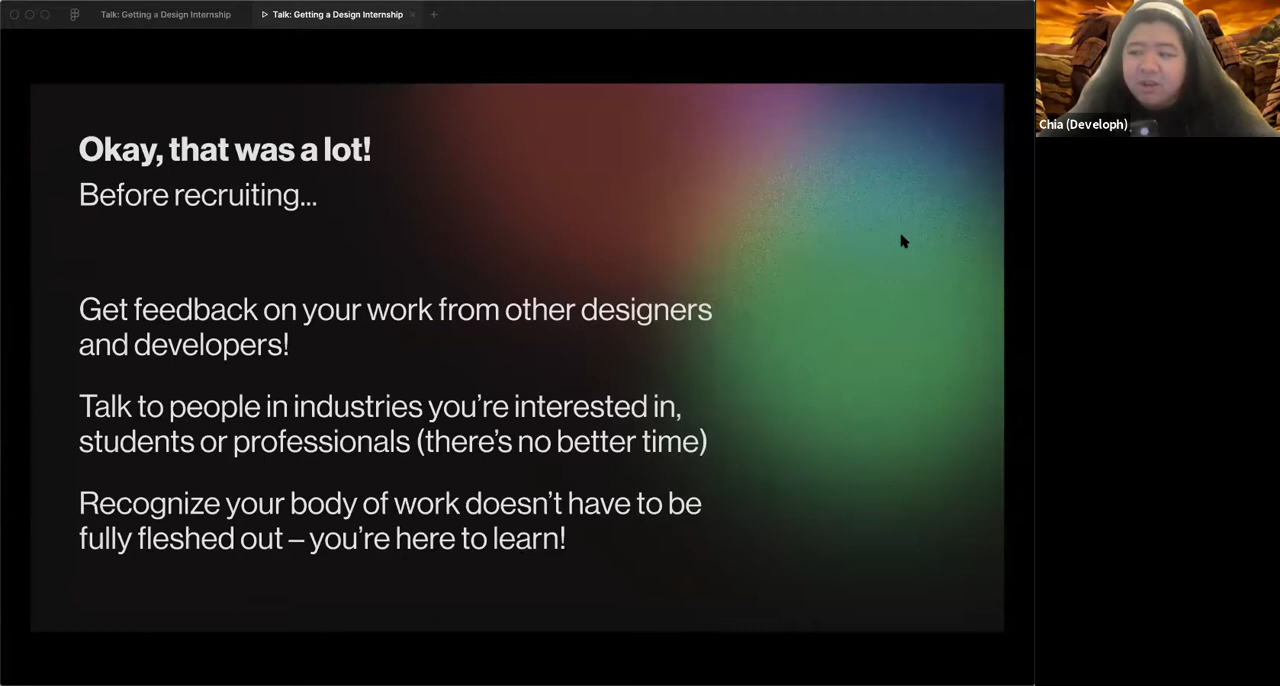 Talk: Getting a Design Internship
Talk: Getting a Design Internship
Okay, that was a lot!
Before recruiting...
Get feedback on your work from other designers
and developers!
Talk to people in industries you're interested in,
students or professionals (there's no better time)
Recognize your body of work doesn't have to be
fully fleshed out – you're here to learn!
Chia (Developh)